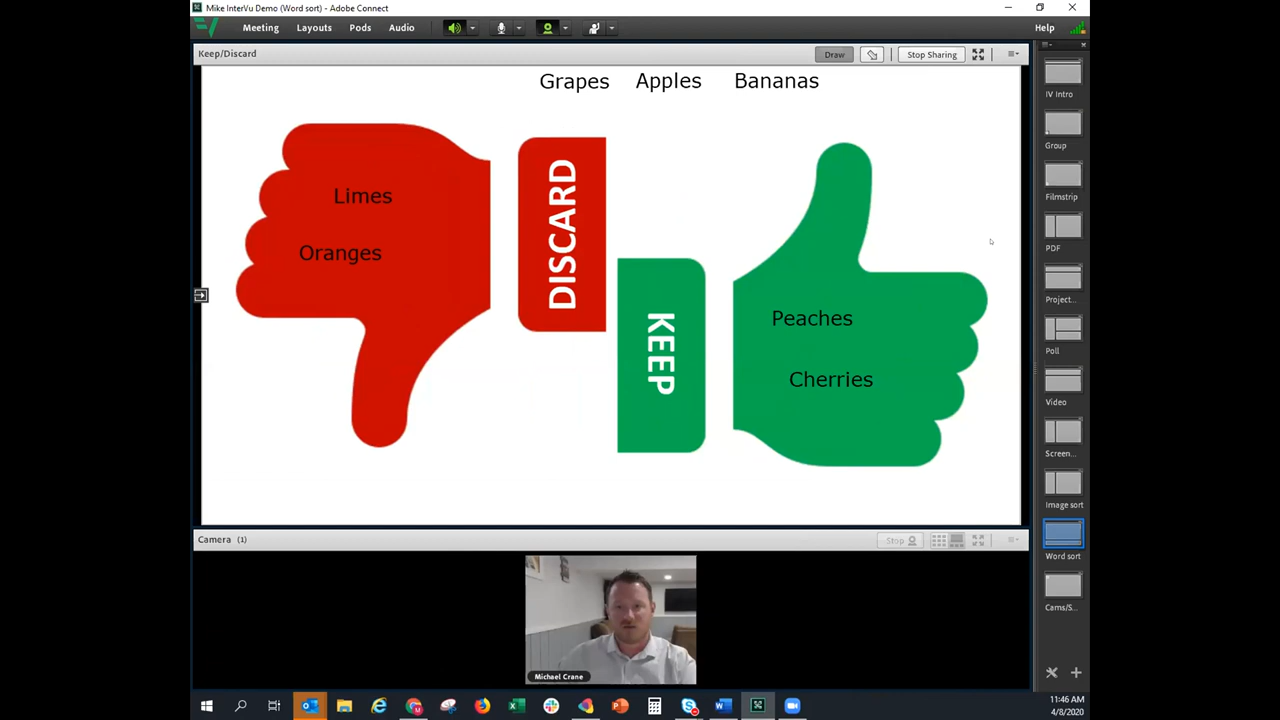 Mike InterVu Demo (Word sort) - Adobe Connect
Meeting Layouts Pods Audio Help
Keep/Discard
Draw
Stop Sharing
Grapes Apples Bananas
Limes
Oranges
DISCARD
KEEP
Peaches
Cherries
IV Intro
Group
Filmstrip
PDF
Project...
Poll
Video
Screen...
Image sort
Word sort
Cams/S...
Camera (1)
Stop
Michael Crane
11:46 AM
4/8/2020